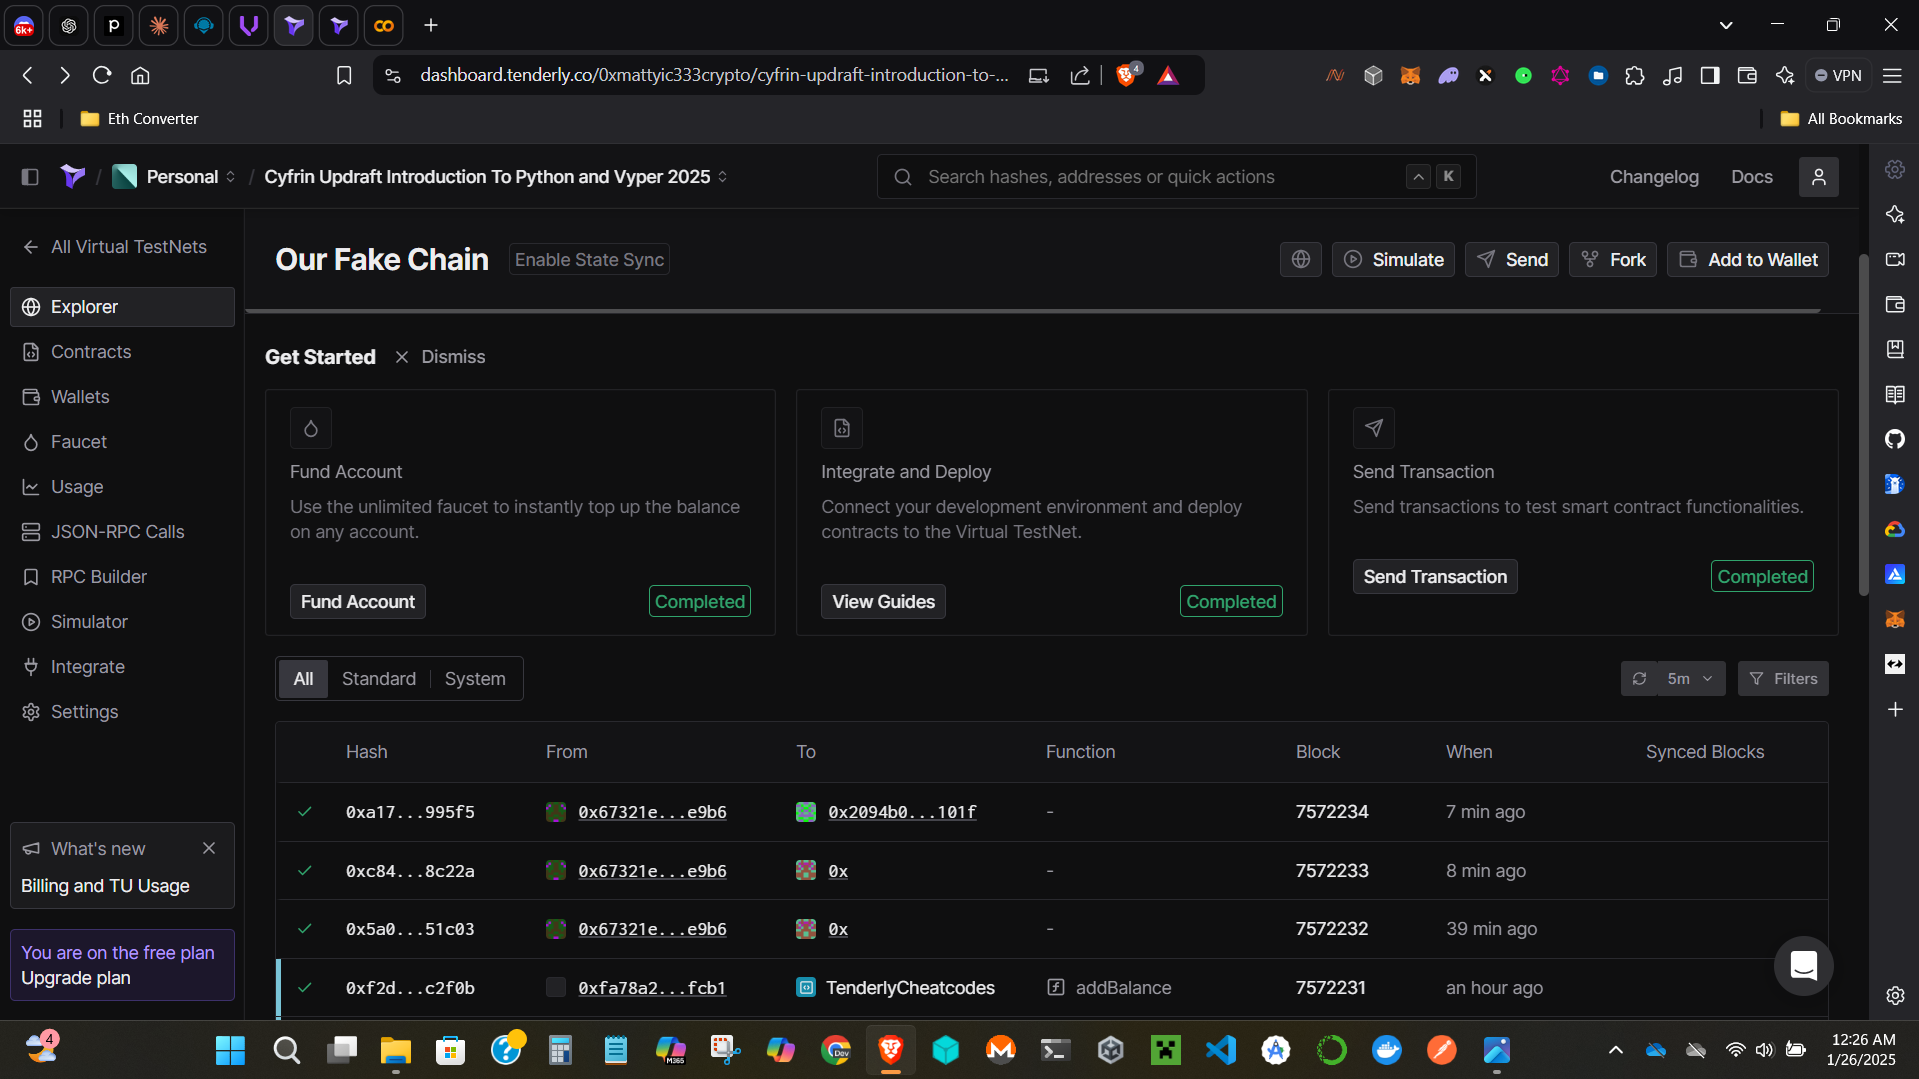 6k+
p
dashboard.tenderly.co/0xmattyic333crypto/cyfrin-updraft-introduction-to-...
4
VPN
Eth Converter
All Bookmarks
/ Personal / Cyfrin Updraft Introduction To Python and Vyper 2025
Search hashes, addresses or quick actions
K
Changelog
Docs
All Virtual TestNets
Explorer
Contracts
Wallets
Faucet
Usage
JSON-RPC Calls
RPC Builder
Simulator
Integrate
Settings
What's new
Billing and TU Usage
You are on the free plan
Upgrade plan
Our Fake Chain
Enable State Sync
Simulate
Send
Fork
Add to Wallet
Get Started
Dismiss
Fund Account
Use the unlimited faucet to instantly top up the balance
on any account.
Fund Account
Completed
Integrate and Deploy
Connect your development environment and deploy
contracts to the Virtual TestNet.
View Guides
Completed
Send Transaction
Send transactions to test smart contract functionalities.
Send Transaction
Completed
All Standard System
5m
Filters
Hash From To Function Block When Synced Blocks
0xa17...995f5 0x67321e...e9b6 0x2094b0...101f - 7572234 7 min ago
0xc84...8c22a 0x67321e...e9b6 0x - 7572233 8 min ago
0x5a0...51c03 0x67321e...e9b6 0x - 7572232 39 min ago
0xf2d...c2f0b 0xfa78a2...fcb1 TenderlyCheatcodes addBalance 7572231 an hour ago
4
M365
Dev
12:26 AM
1/26/2025